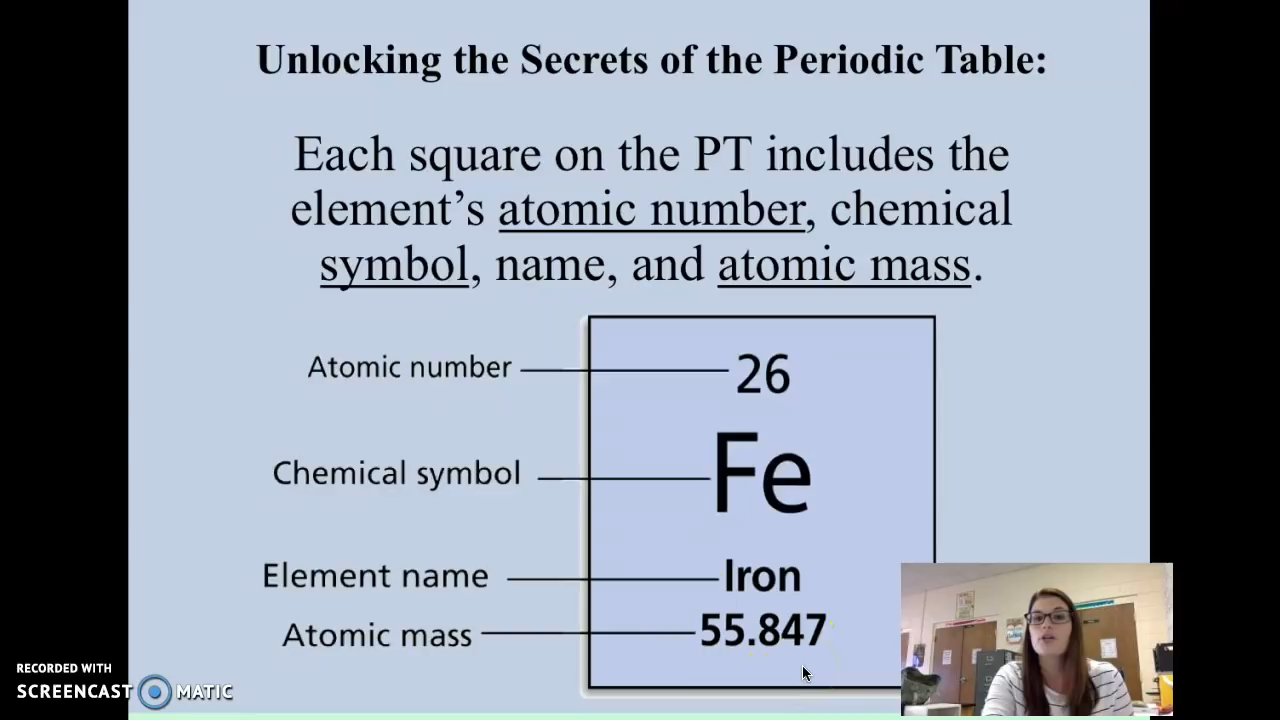 Unlocking the Secrets of the Periodic Table:
Each square on the PT includes the
element’s atomic number, chemical
symbol, name, and atomic mass.
Atomic number 26
Chemical symbol Fe
Element name Iron
Atomic mass 55.847
RECORDED WITH
SCREENCAST MATIC